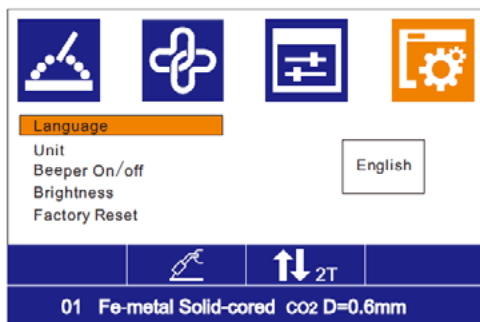 Language
Unit
Beeper On/off
Brightness
Factory Reset
English
2T
01 Fe-metal Solid-cored CO2 D=0.6mm